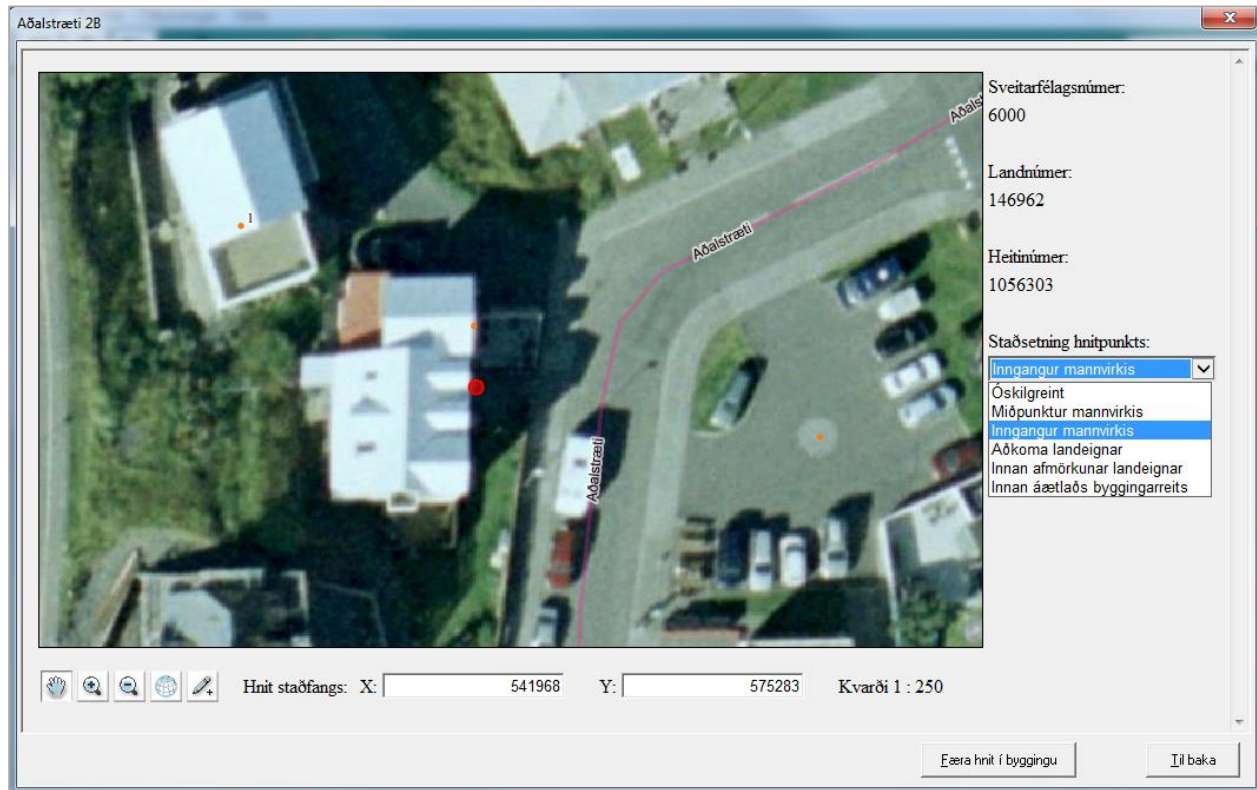 Aðalstræti 2B
Aðals
Sveitarfélagsnúmer:
6000
Landnúmer:
146962
1
Aðalstræti
Heitinúmer:
1056303
Staðsetning hnitpunkts:
Inngangur mannvirkis
Óskilgreint
Miðpunktur mannvirkis
Inngangur mannvirkis
Aðkoma landeignar
Innan afmörkunar landeignar
Innan áætlaðs byggingarreits
Aðalstræti
Hnit staðfangs: X: 541968 Y: 575283 Kvarði 1 : 250
Færa hnit í byggingu Til baka